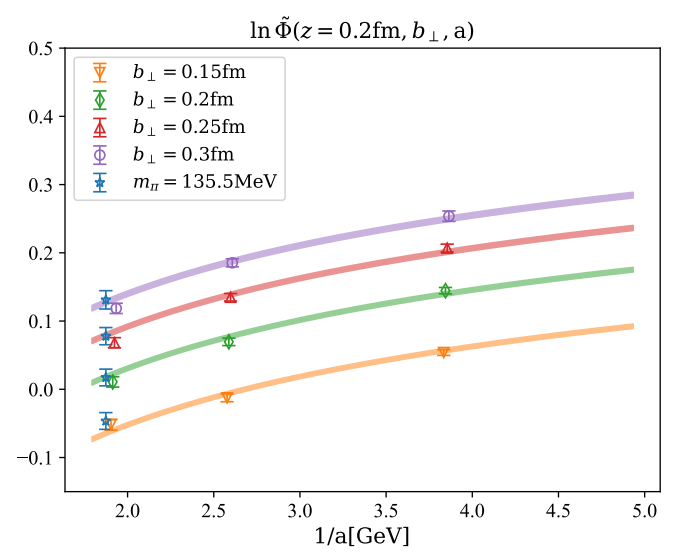 ln Φ̃(z = 0.2fm, b⊥, a)
0.5
0.4
0.3
0.2
0.1
0.0
−0.1
b⊥ = 0.15fm
b⊥ = 0.2fm
b⊥ = 0.25fm
b⊥ = 0.3fm
mπ = 135.5MeV
2.0 2.5 3.0 3.5 4.0 4.5 5.0
1/a[GeV]